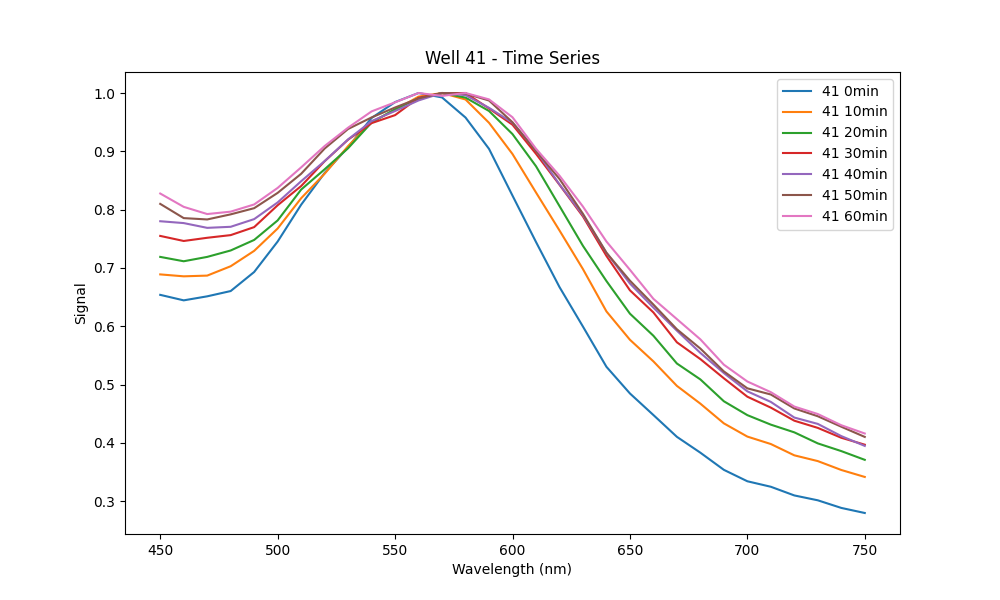 Well 41 - Time Series
1.0
0.9
0.8
0.7
0.6
0.5
0.4
0.3
Signal
450
500
550
600
650
700
750
Wavelength (nm)
41 0min
41 10min
41 20min
41 30min
41 40min
41 50min
41 60min